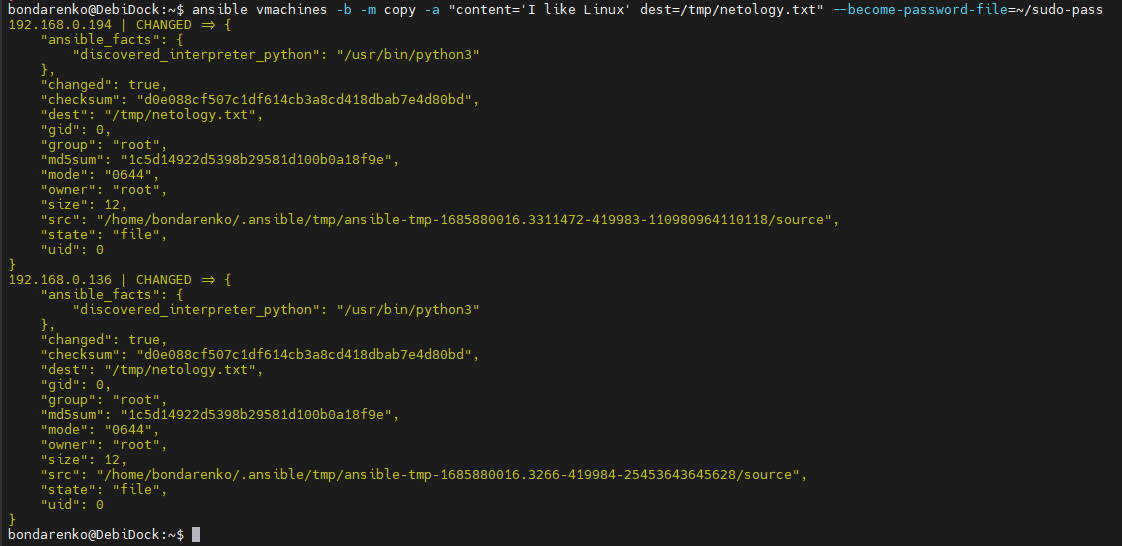 bondarenko@DebiDock:~$ ansible vmachines -b -m copy -a "content='I like Linux' dest=/tmp/netology.txt" --become-password-file=~/sudo-pass
192.168.0.194 | CHANGED => {
    "ansible_facts": {
        "discovered_interpreter_python": "/usr/bin/python3"
    },
    "changed": true,
    "checksum": "d0e088cf507c1df614cb3a8cd418dbab7e4d80bd",
    "dest": "/tmp/netology.txt",
    "gid": 0,
    "group": "root",
    "md5sum": "1c5d14922d5398b29581d100b0a18f9e",
    "mode": "0644",
    "owner": "root",
    "size": 12,
    "src": "/home/bondarenko/.ansible/tmp/ansible-tmp-1685880016.3311472-419983-110980964110118/source",
    "state": "file",
    "uid": 0
}
192.168.0.136 | CHANGED => {
    "ansible_facts": {
        "discovered_interpreter_python": "/usr/bin/python3"
    },
    "changed": true,
    "checksum": "d0e088cf507c1df614cb3a8cd418dbab7e4d80bd",
    "dest": "/tmp/netology.txt",
    "gid": 0,
    "group": "root",
    "md5sum": "1c5d14922d5398b29581d100b0a18f9e",
    "mode": "0644",
    "owner": "root",
    "size": 12,
    "src": "/home/bondarenko/.ansible/tmp/ansible-tmp-1685880016.3266-419984-25453643645628/source",
    "state": "file",
    "uid": 0
}
bondarenko@DebiDock:~$